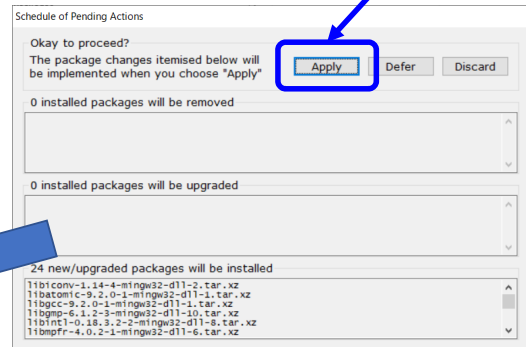 Schedule of Pending Actions
Okay to proceed?
The package changes itemised below will
be implemented when you choose "Apply"
Apply
Defer
Discard
0 installed packages will be removed
0 installed packages will be upgraded
24 new/upgraded packages will be installed
libiconv-1.14-4-mingw32-dll-2.tar.xz
libatomic-9.2.0-1-mingw32-dll-1.tar.xz
libgcc-9.2.0-1-mingw32-dll-1.tar.xz
libgmp-6.1.2-3-mingw32-dll-10.tar.xz
libintl-0.18.3.2-2-mingw32-dll-8.tar.xz
libmpfr-4.0.2-1-mingw32-dll-6.tar.xz